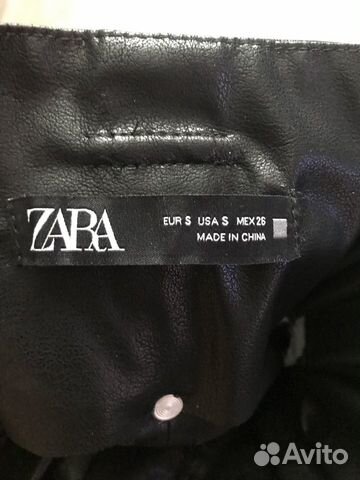 ZARA
EUR S USA S MEX 26
MADE IN CHINA
Avito